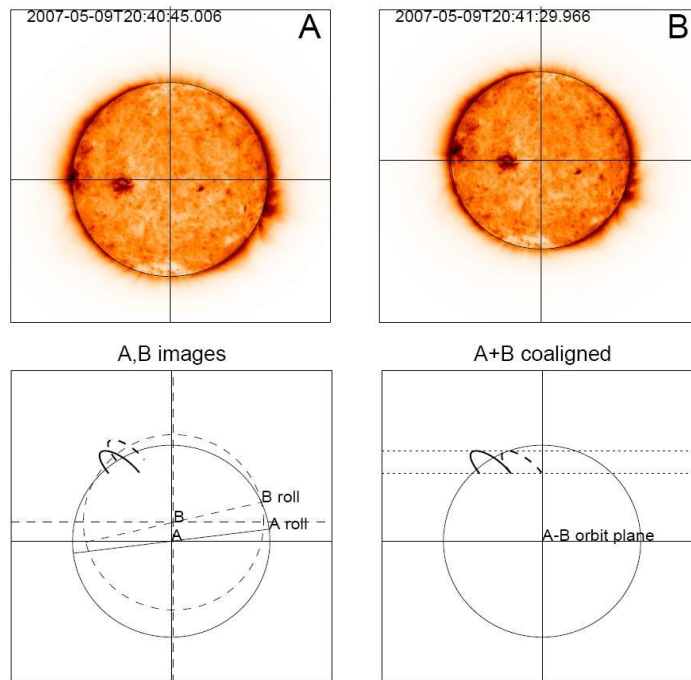 2007-05-09T20:40:45.006 A
2007-05-09T20:41:29.966 B
A,B images
A+B coaligned
B roll
B
A roll
A
A-B orbit plane